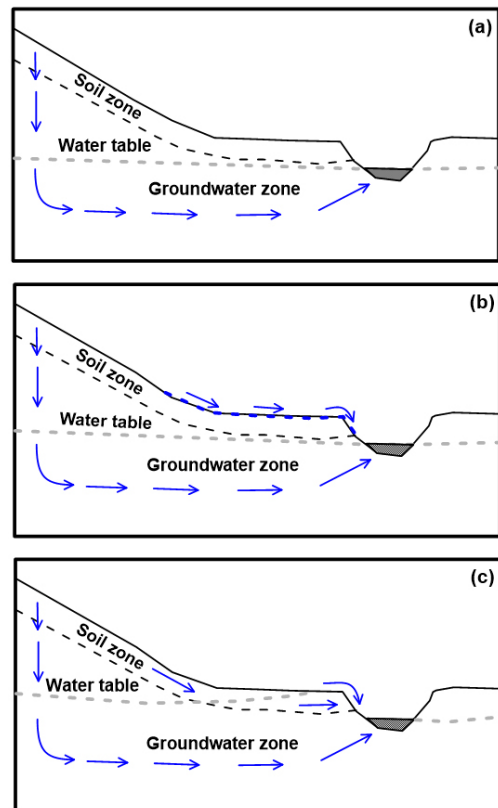 (a)
Soil zone
Water table
Groundwater zone
(b)
Soil zone
Water table
Groundwater zone
(c)
Soil zone
Water table
Groundwater zone